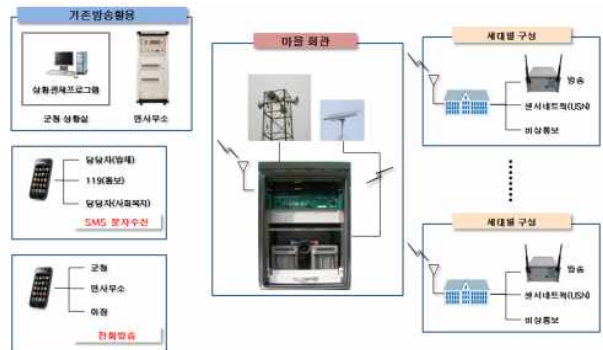 기존방송활용
상황관제프로그램
군청 상황실
면사무소
담당자(방재)
119(통보)
담당자(사회복지)
SMS 문자수신
군청
면사무소
이장
전화방송
마을 회관
세대별 구성
방송
센서네트웍(USN)
비상통보
세대별 구성
방송
센서네트웍(USN)
비상통보